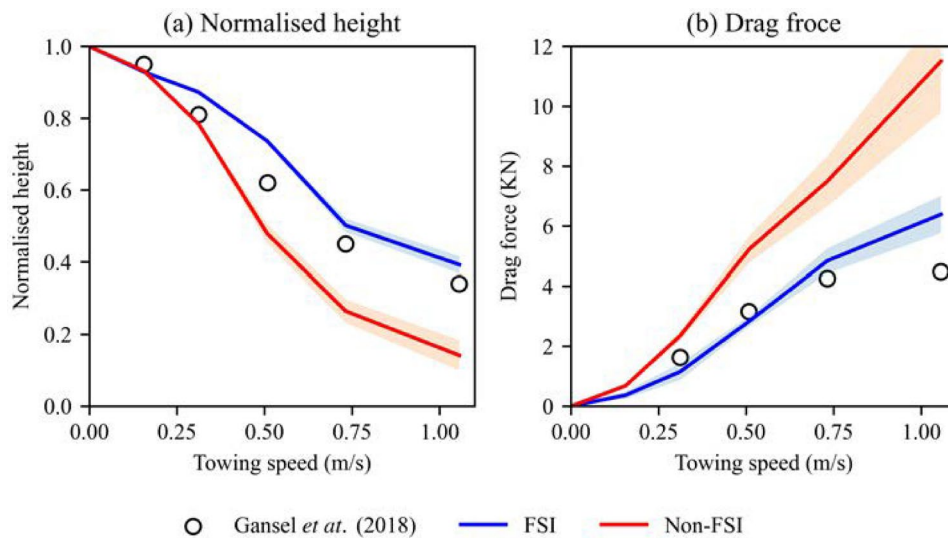 (a) Normalised height
(b) Drag froce
1.0
0.8
0.6
0.4
0.2
0.0
Normalised height
0.00 0.25 0.50 0.75 1.00
Towing speed (m/s)
12
10
8
6
4
2
0
Drag force (KN)
0.00 0.25 0.50 0.75 1.00
Towing speed (m/s)
Gansel et at. (2018) FSI Non-FSI